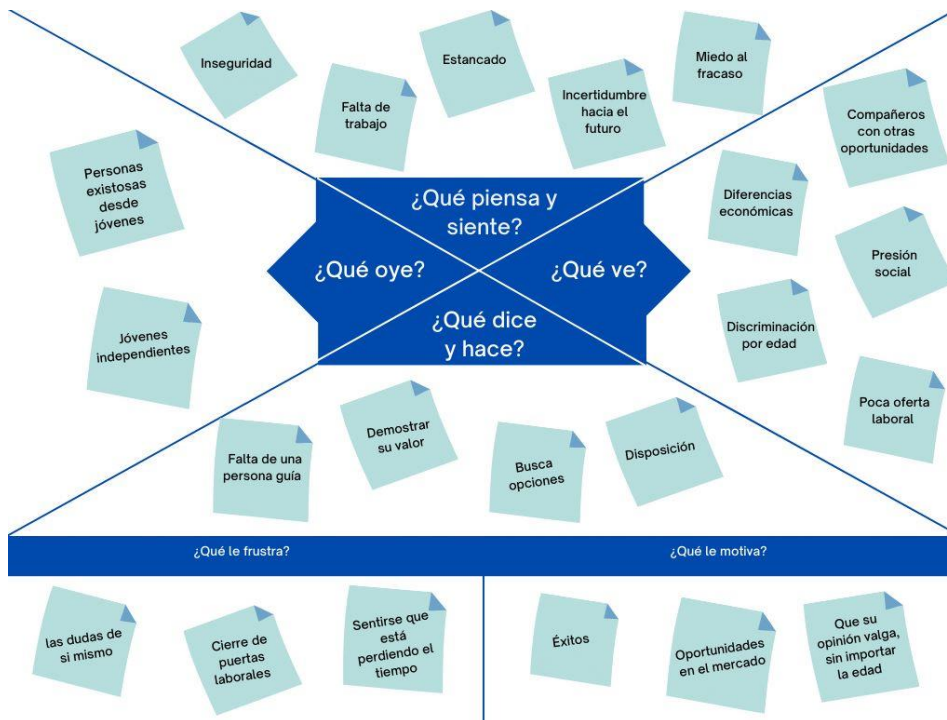 Inseguridad
Falta de
trabajo
Estancado
Incertidumbre
hacia el
futuro
Miedo al
fracaso
Compañeros
con otras
oportunidades
Personas
existosas
desde
jóvenes
¿Qué piensa y
siente?
Diferencias
económicas
¿Qué oye?
¿Qué ve?
Presión
social
¿Qué dice
y hace?
Jóvenes
independientes
Discriminación
por edad
Poca oferta
laboral
Falta de una
persona guía
Demostrar
su valor
Busca
opciones
Disposición
¿Qué le frustra?
¿Qué le motiva?
las dudas de
si mismo
Cierre de
puertas
laborales
Sentirse que
está
perdiendo el
tiempo
Éxitos
Oportunidades
en el mercado
Que su
opinión valga,
sin importar
la edad